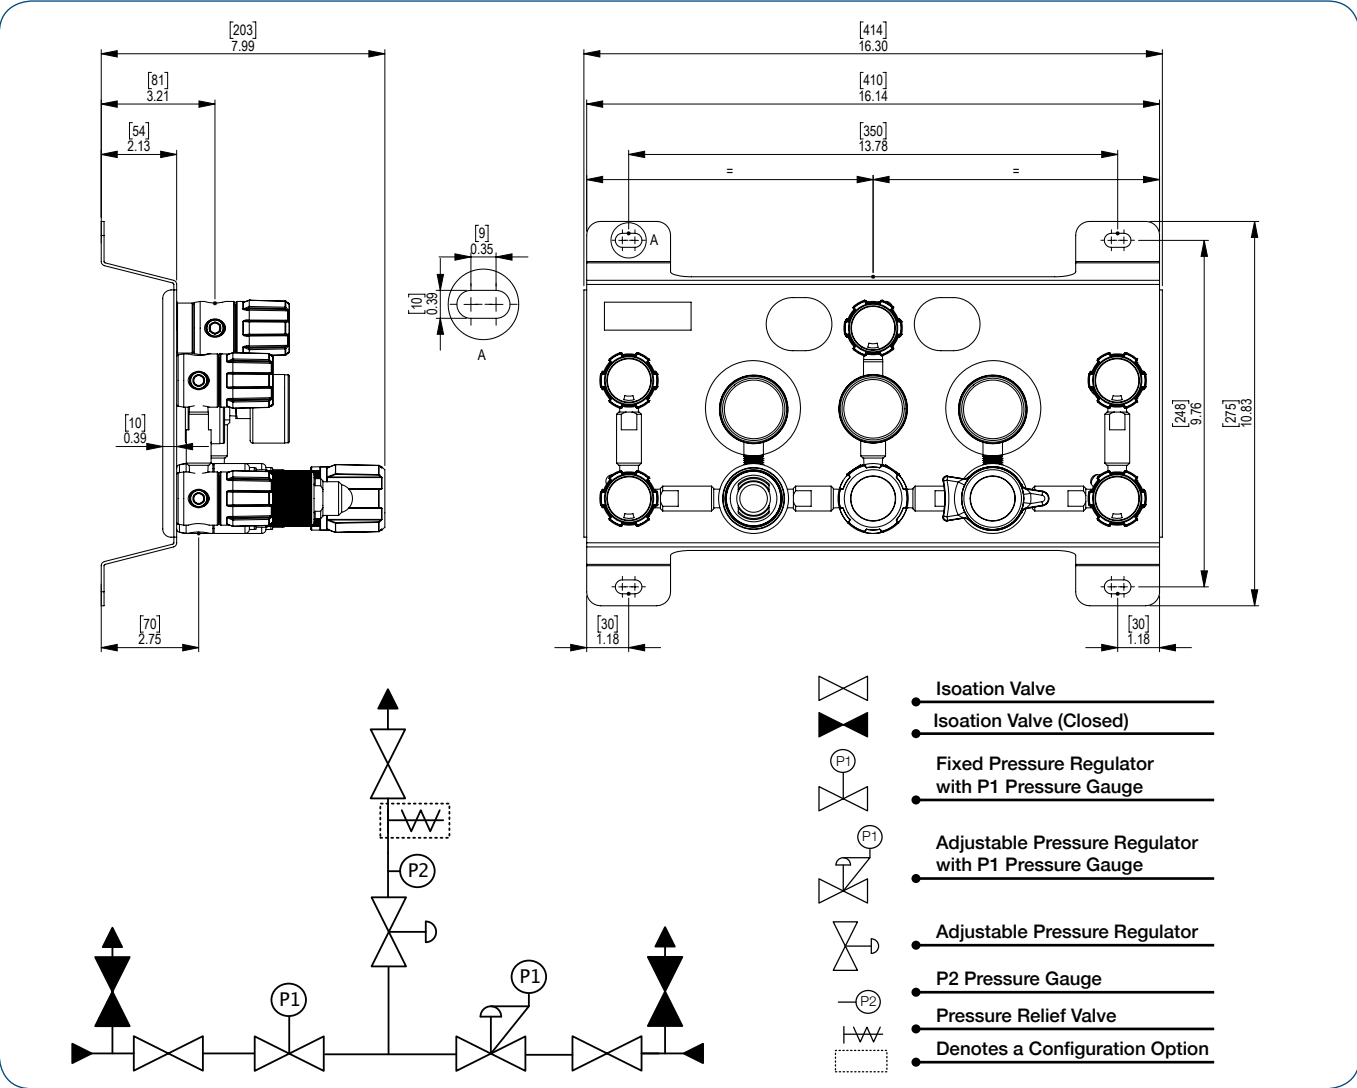 [203]
7.99
[81]
3.21
[54]
2.13
[10]
0.39
[70]
2.75
[9]
0.35
[10]
0.39
A
[414]
16.30
[410]
16.14
[350]
13.78
= =
A
[248]
9.76
[275]
10.83
[30]
1.18
[30]
1.18
P2
P1
P1
Isoation Valve
Isoation Valve (Closed)
P1
Fixed Pressure Regulator
with P1 Pressure Gauge
P1
Adjustable Pressure Regulator
with P1 Pressure Gauge
Adjustable Pressure Regulator
P2 Pressure Gauge
P2
Pressure Relief Valve
Denotes a Configuration Option